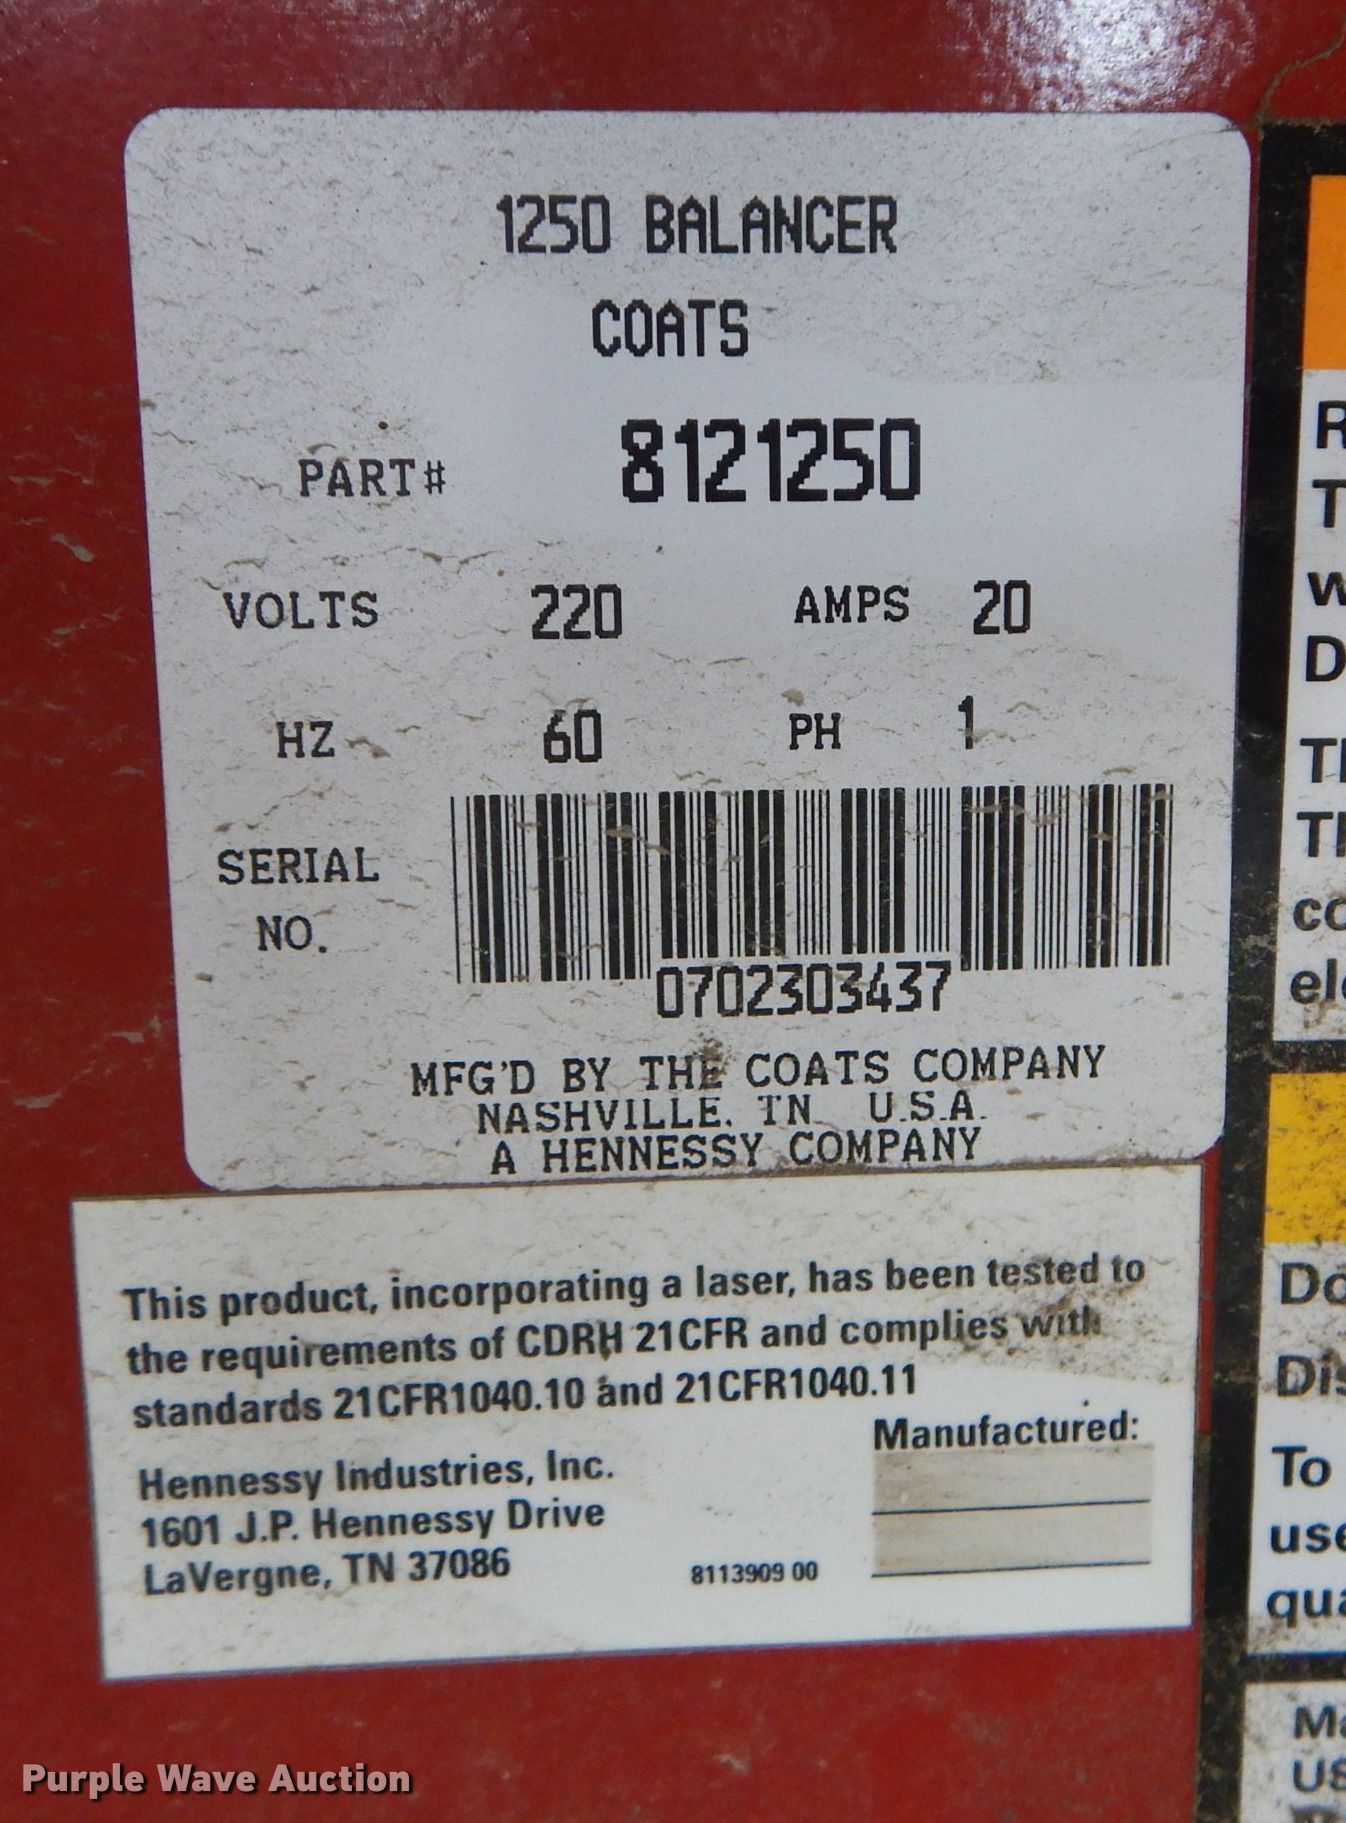 1250 BALANCER
COATS
PART# 8121250
VOLTS 220 AMPS 20
HZ 60 PH 1
SERIAL
NO.
0702303437
MFG'D BY THE COATS COMPANY
NASHVILLE. TN U.S.A.
A HENNESSY COMPANY
This product, incorporating a laser, has been tested to
the requirements of CDRH 21CFR and complies with
standards 21CFR1040.10 and 21CFR1040.11
Manufactured:
Hennessy Industries, Inc.
1601 J.P. Hennessy Drive
LaVergne, TN 37086
8113909 00
To
Purple Wave Auction